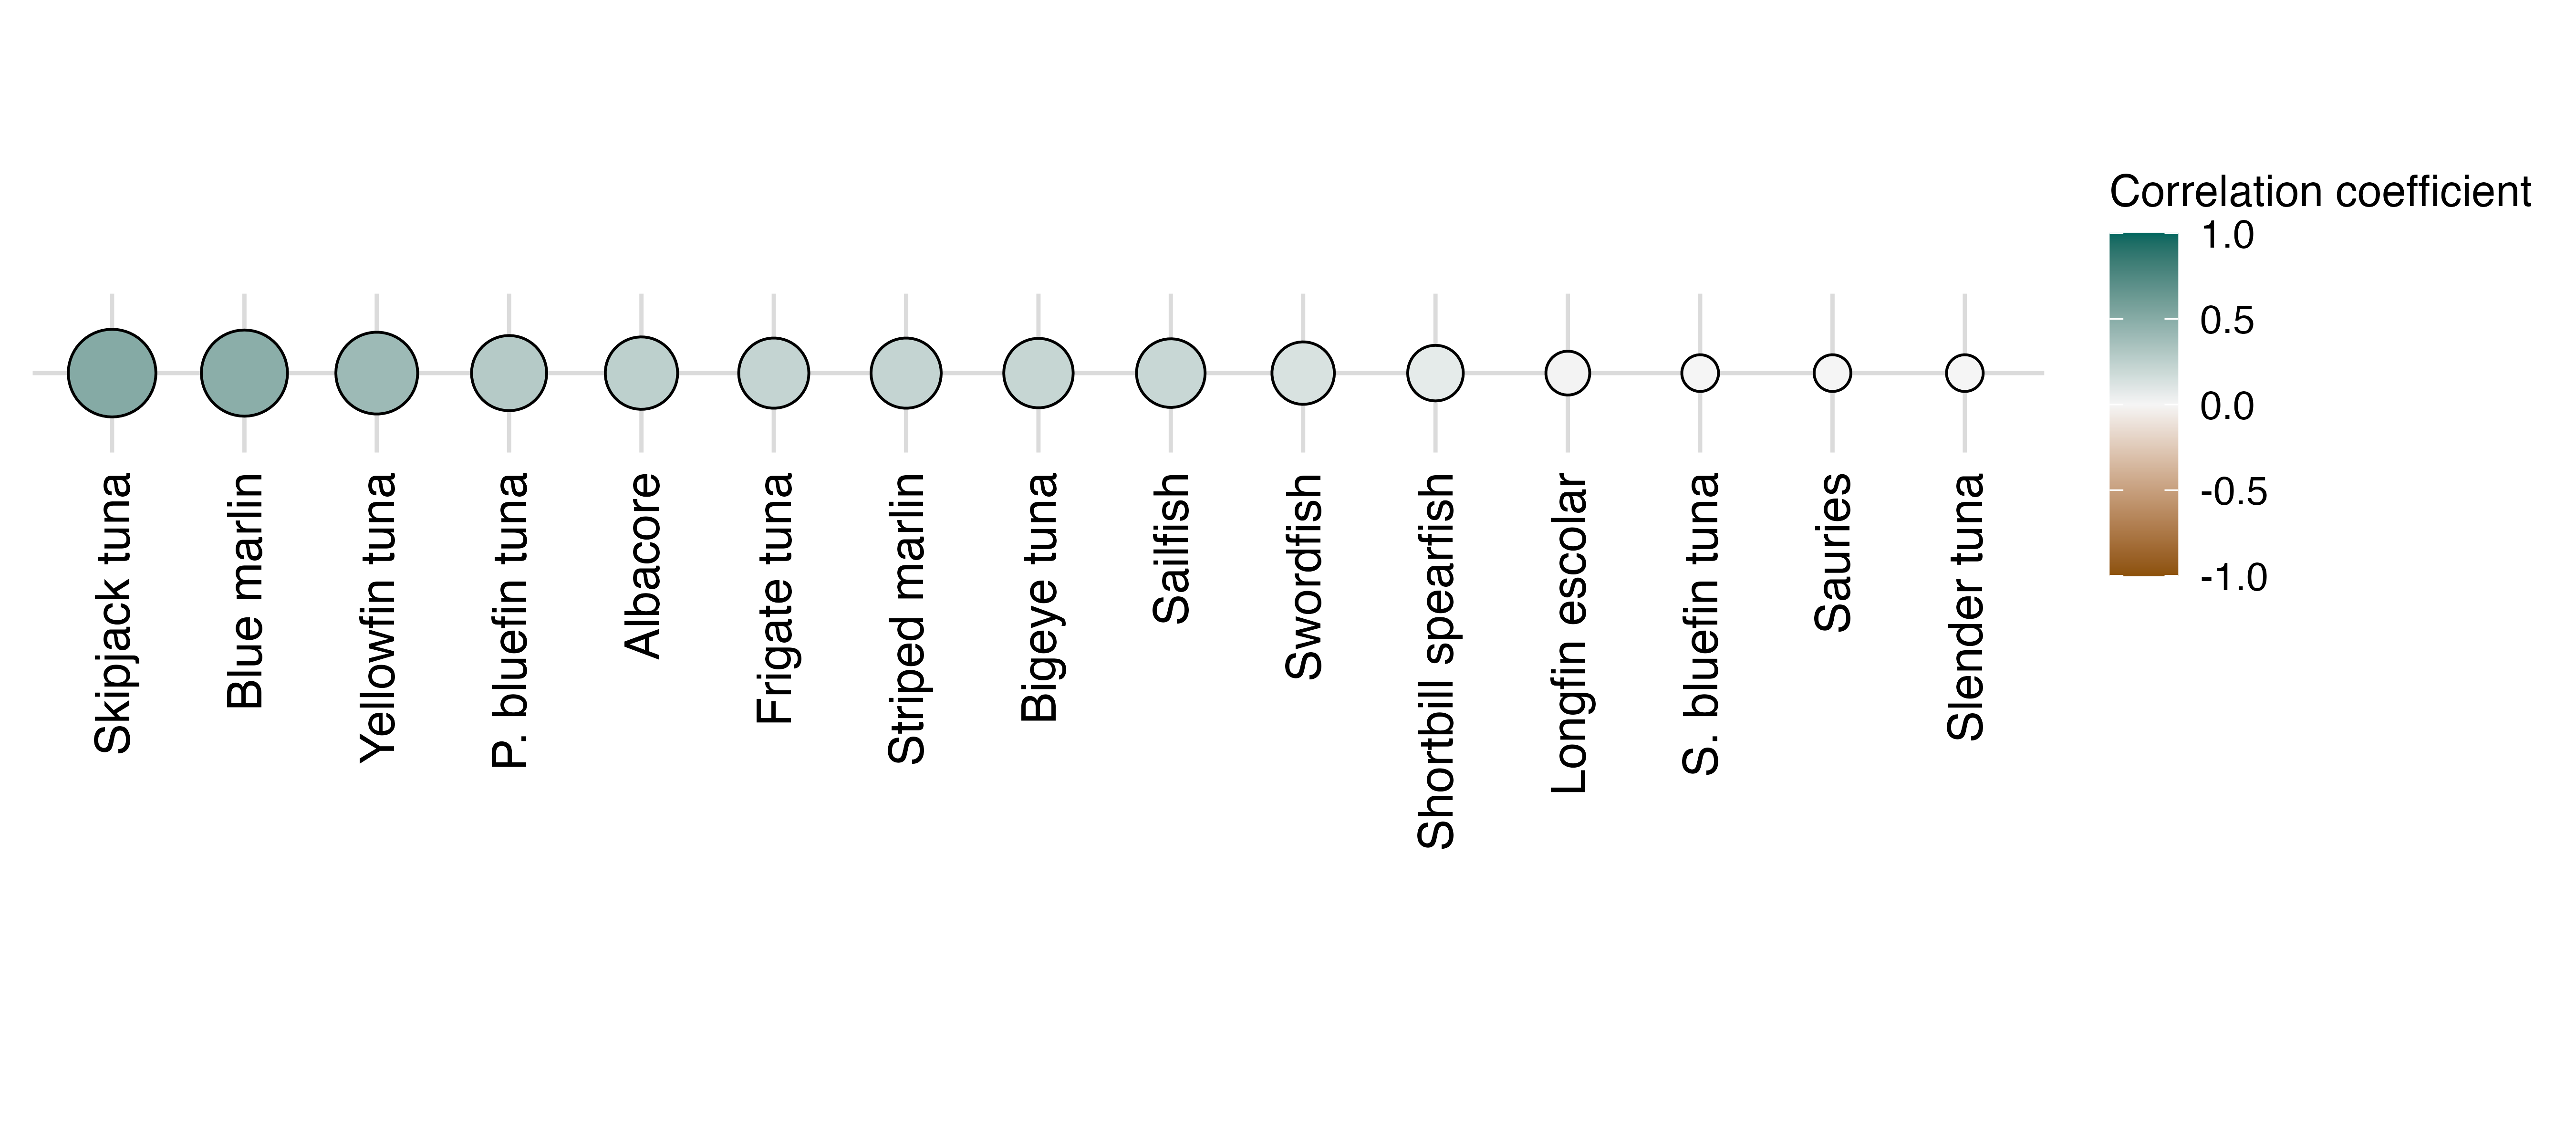 Correlation coefficient
1.0
0.5
0.0
-0.5
-1.0
Skipjack tuna
Blue marlin
Yellowfin tuna
P. bluefin tuna
Albacore
Frigate tuna
Striped marlin
Bigeye tuna
Sailfish
Swordfish
Shortbill spearfish
Longfin escolar
S. bluefin tuna
Sauries
Slender tuna